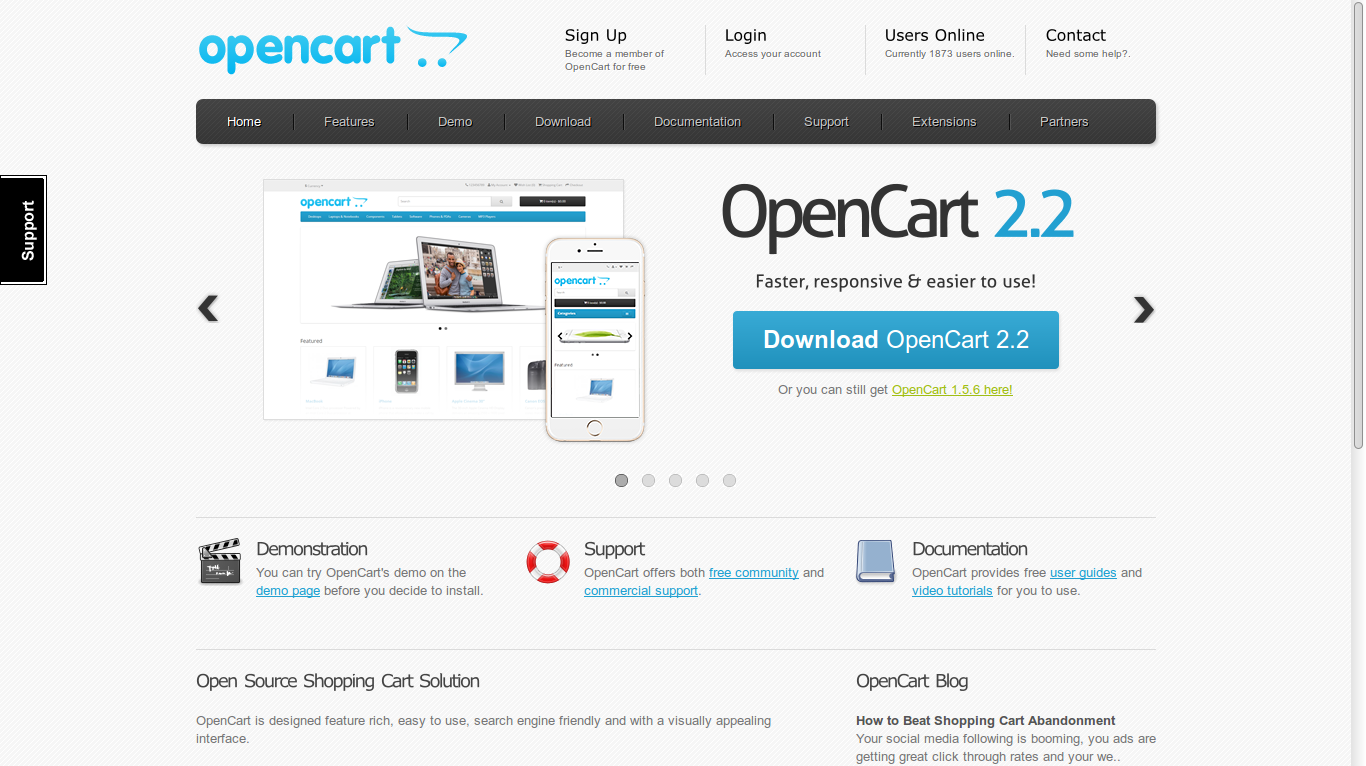 opencart
Sign Up
Become a member of
OpenCart for free
Login
Access your account
Users Online
Currently 1873 users online.
Contact
Need some help?.
Home
Features
Demo
Download
Documentation
Support
Extensions
Partners
Support
opencart
Featured
opencart
Categories
Featured
OpenCart 2.2
Faster, responsive & easier to use!
Download OpenCart 2.2
Or you can still get OpenCart 1.5.6 here!
Demonstration
You can try OpenCart's demo on the
demo page before you decide to install.
Support
OpenCart offers both free community and
commercial support.
Documentation
OpenCart provides free user guides and
video tutorials for you to use.
Open Source Shopping Cart Solution
OpenCart is designed feature rich, easy to use, search engine friendly and with a visually appealing
interface.
OpenCart Blog
How to Beat Shopping Cart Abandonment
Your social media following is booming, you ads are
getting great click through rates and your we..